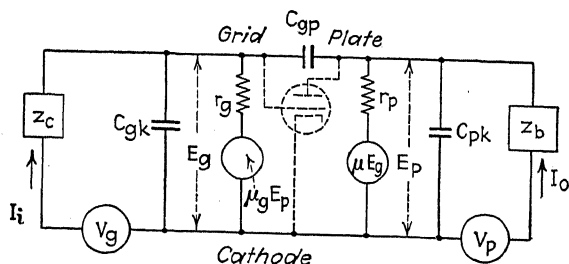 Cgp
Grid
Plate
zc
Cgk
Eg
rg
μgEp
rp
μEg
Ep
Cpk
zb
Ii
Io
Vg
Vp
Cathode